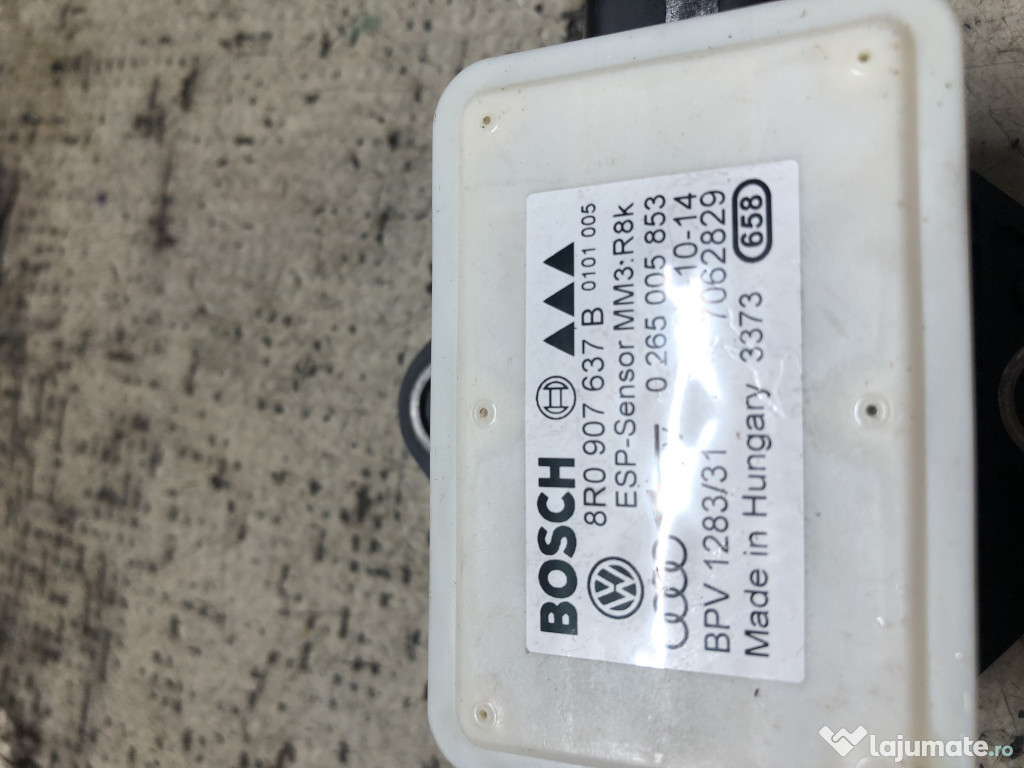 BOSCH
8R0 907 637 B 0101 005
ESP-Sensor MM3:R8k
0 265 005 853
10-14
BPV 1283/31 7062829
Made in Hungary 3373 658
lajumate.ro